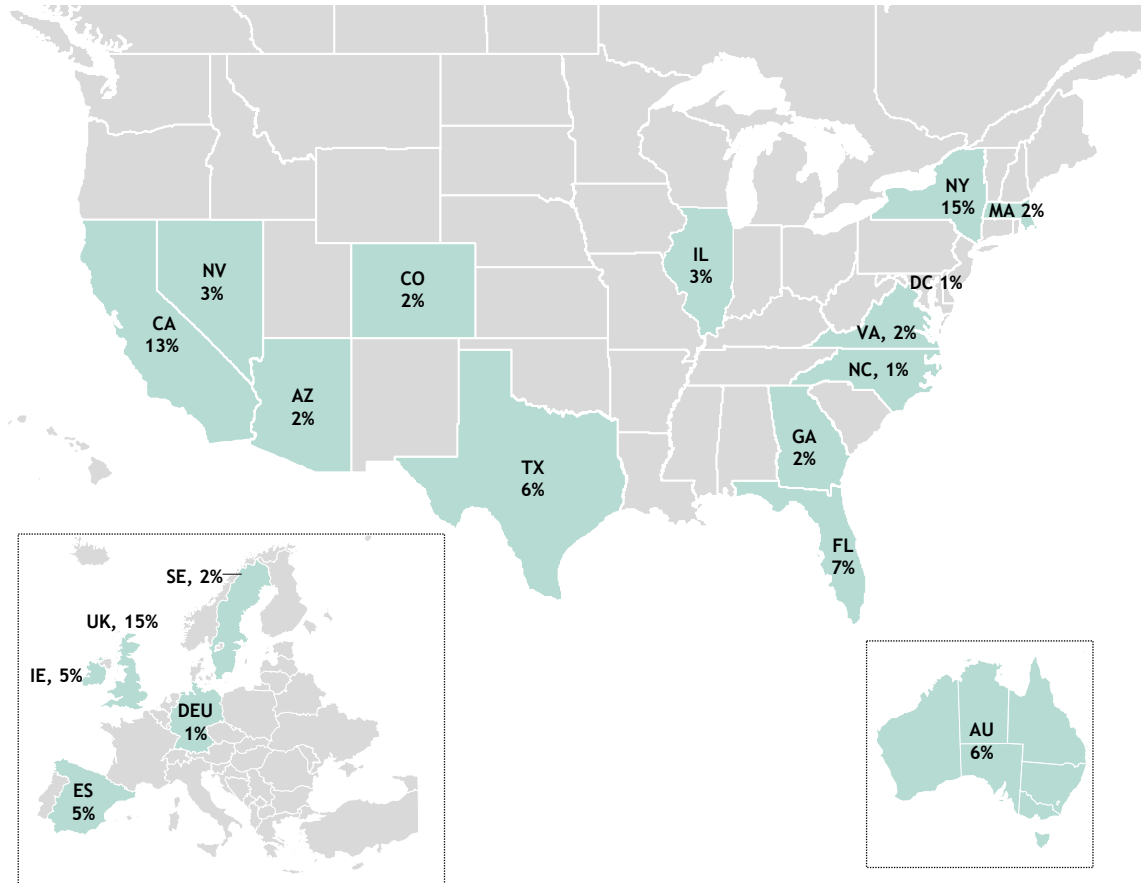 NY
15%
MA 2%
IL
3%
NV
3%
CO
2%
DC 1%
CA
13%
VA, 2%
NC, 1%
AZ
2%
GA
2%
TX
6%
FL
7%
SE, 2%
UK, 15%
IE, 5%
DEU
1%
ES
5%
AU
6%